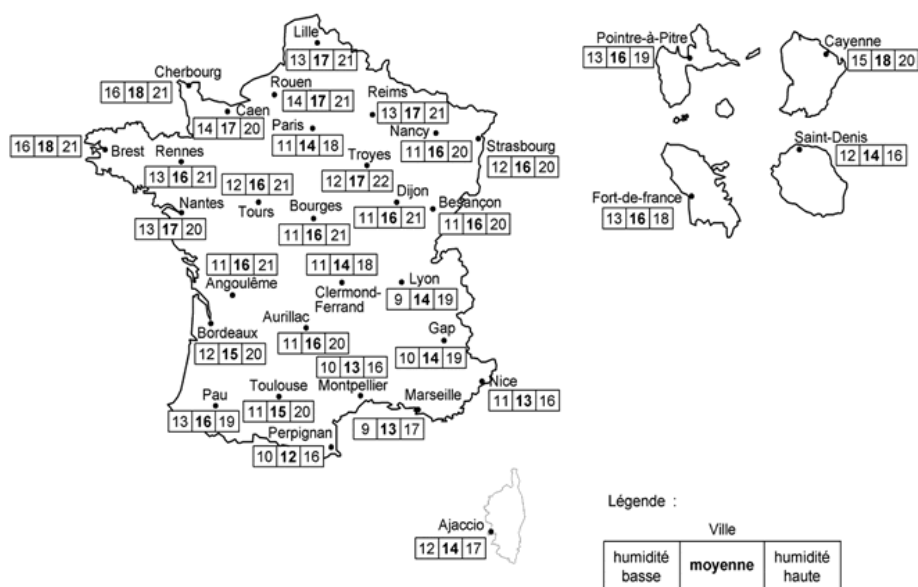 Lille
13 17 21
Cherbourg
16 18 21
Rouen
14 17 21
Reims
13 17 21
Caen
14 17 20
Paris
11 14 18
Nancy
11 16 20
Strasbourg
12 16 20
16 18 21
Brest
Rennes
13 16 21
Troyes
12 17 22
12 16 21
Tours
Dijon
11 16 21
Besançon
11 16 20
Nantes
13 17 20
Bourges
11 16 21
11 16 21
Angoulême
11 14 18
Clermond-
Ferrand
Lyon
9 14 19
Bordeaux
12 15 20
Aurillac
11 16 20
Gap
10 14 19
10 13 16
Montpellier
Nice
11 13 16
Pau
13 16 19
Toulouse
11 15 20
Marseille
9 13 17
Perpignan
10 12 16
Ajaccio
12 14 17
Pointre-à-Pitre
13 16 19
Cayenne
15 18 20
Saint-Denis
12 14 16
Fort-de-france
13 16 18
Légende :
Ville
humidité
basse
moyenne
humidité
haute